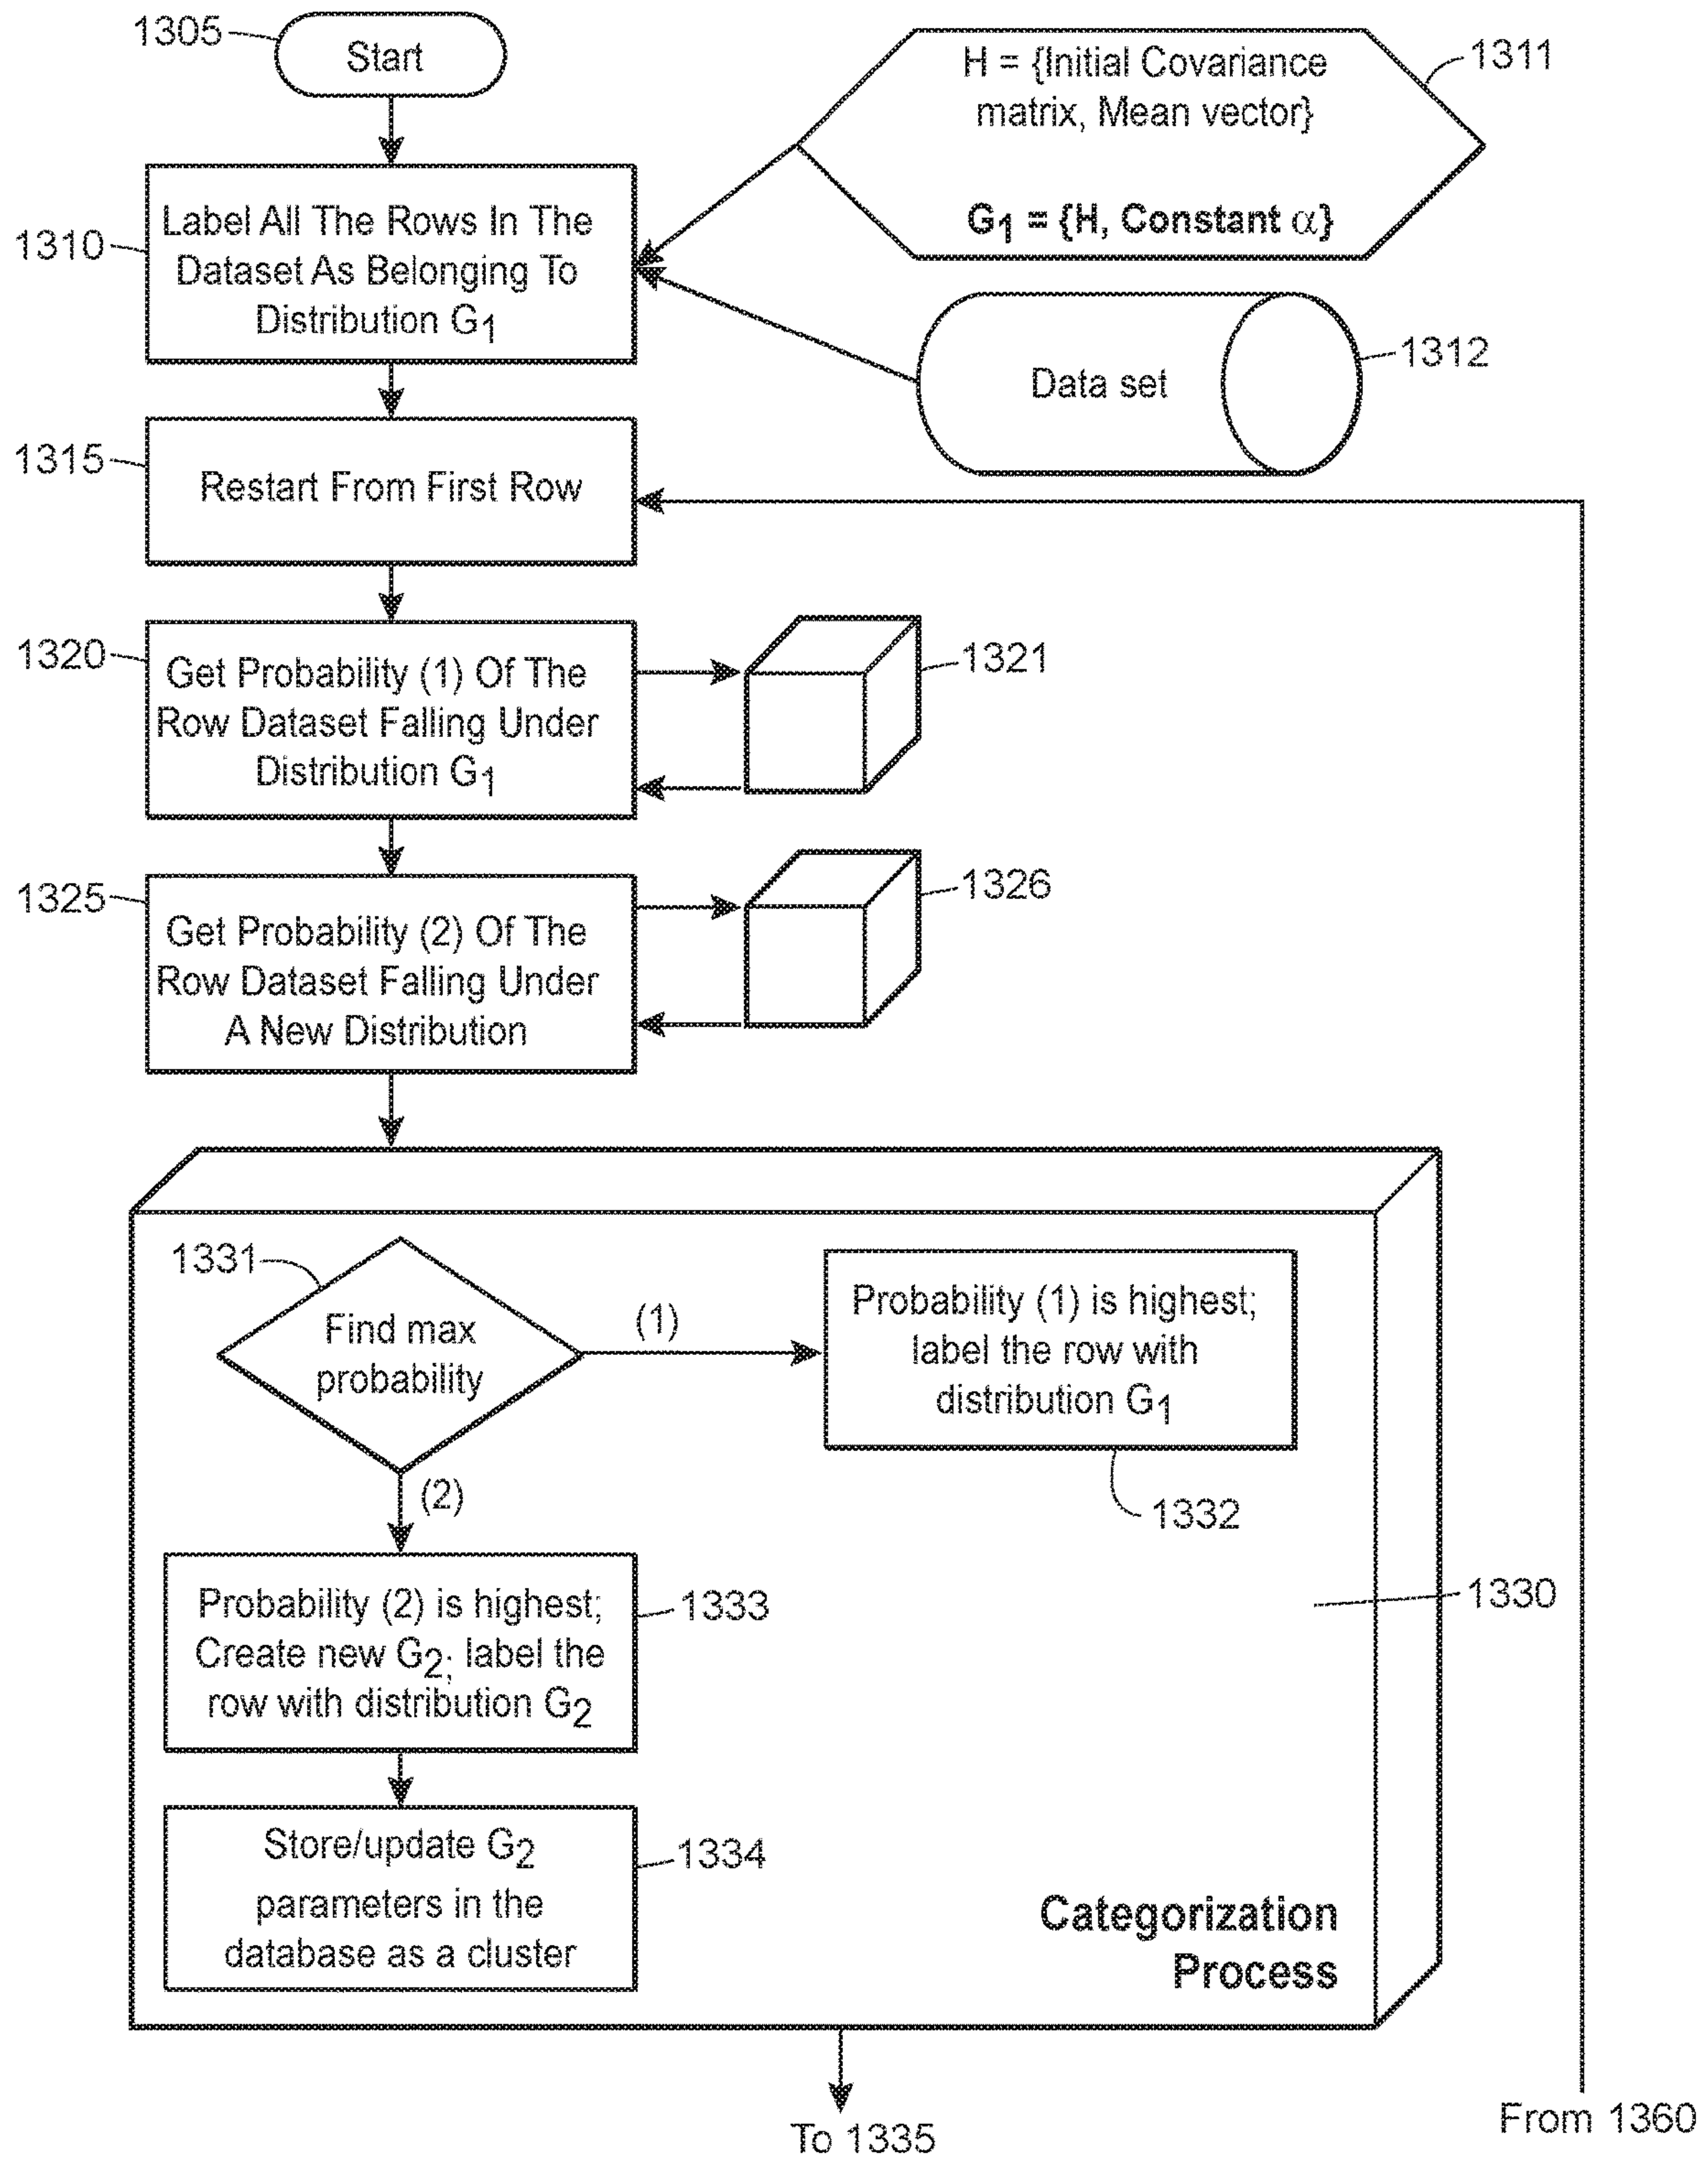 1305
Start
H = {Initial Covariance
matrix, Mean vector}
G1 = {H, Constant α}
1311
1310
Label All The Rows In The
Dataset As Belonging To
Distribution G1
Data set
1312
1315
Restart From First Row
1320
Get Probability (1) Of The
Row Dataset Falling Under
Distribution G1
1321
1325
Get Probability (2) Of The
Row Dataset Falling Under
A New Distribution
1326
1331
Find max
probability
(1)
Probability (1) is highest;
label the row with
distribution G1
1332
(2)
Probability (2) is highest;
Create new G2; label the
row with distribution G2
1333
1330
Store/update G2
parameters in the
database as a cluster
1334
Categorization
Process
To 1335
From 1360